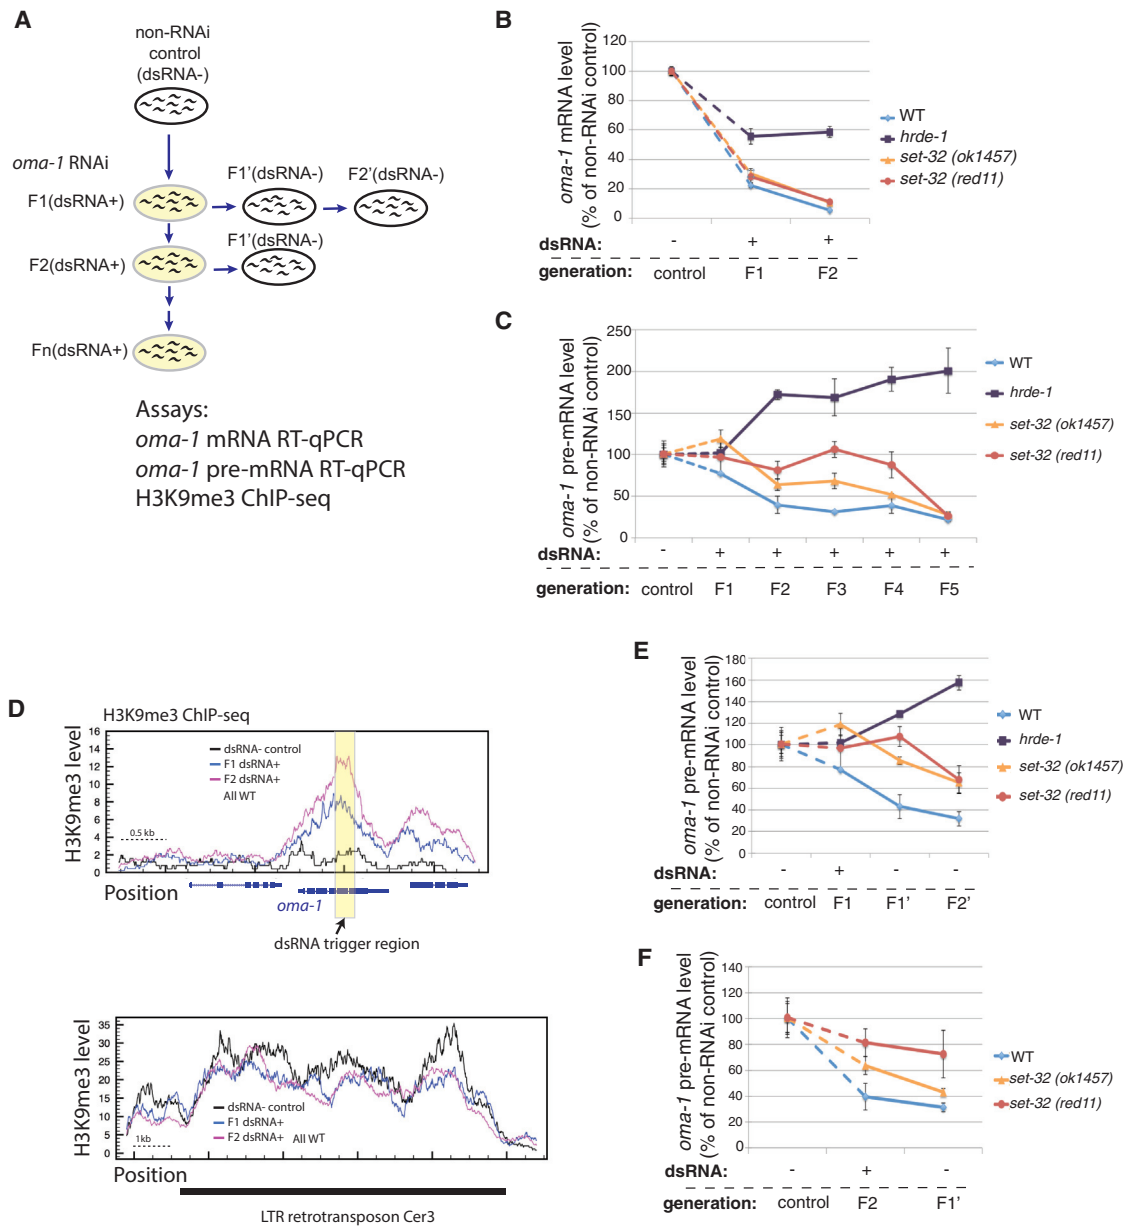 A
non-RNAi
control
(dsRNA-)
oma-1 RNAi
F1(dsRNA+)
F1'(dsRNA-)
F2'(dsRNA-)
F2(dsRNA+)
F1'(dsRNA-)
Fn(dsRNA+)
Assays:
oma-1 mRNA RT-qPCR
oma-1 pre-mRNA RT-qPCR
H3K9me3 ChIP-seq
B
oma-1 mRNA level
(% of non-RNAi control)
120
100
80
60
40
20
0
WT
hrde-1
set-32 (ok1457)
set-32 (red11)
dsRNA: - + +
generation: control F1 F2
C
oma-1 pre-mRNA level
(% of non-RNAi control)
250
200
150
100
50
0
WT
hrde-1
set-32 (ok1457)
set-32 (red11)
dsRNA: - + + + + +
generation: control F1 F2 F3 F4 F5
D
H3K9me3 ChIP-seq
H3K9me3 level
16
14
12
10
8
6
4
2
0
dsRNA- control
F1 dsRNA+
F2 dsRNA+
All WT
0.5 kb
Position
oma-1
dsRNA trigger region
H3K9me3 level
35
30
25
20
15
10
5
0
dsRNA- control
F1 dsRNA+
F2 dsRNA+ All WT
1kb
Position
LTR retrotransposon Cer3
E
oma-1 pre-mRNA level
(% of non-RNAi control)
180
160
140
120
100
80
60
40
20
0
WT
hrde-1
set-32 (ok1457)
set-32 (red11)
dsRNA: - + - -
generation: control F1 F1' F2'
F
oma-1 pre-mRNA level
(% of non-RNAi control)
140
120
100
80
60
40
20
0
WT
set-32 (ok1457)
set-32 (red11)
dsRNA: - + -
generation: control F2 F1'